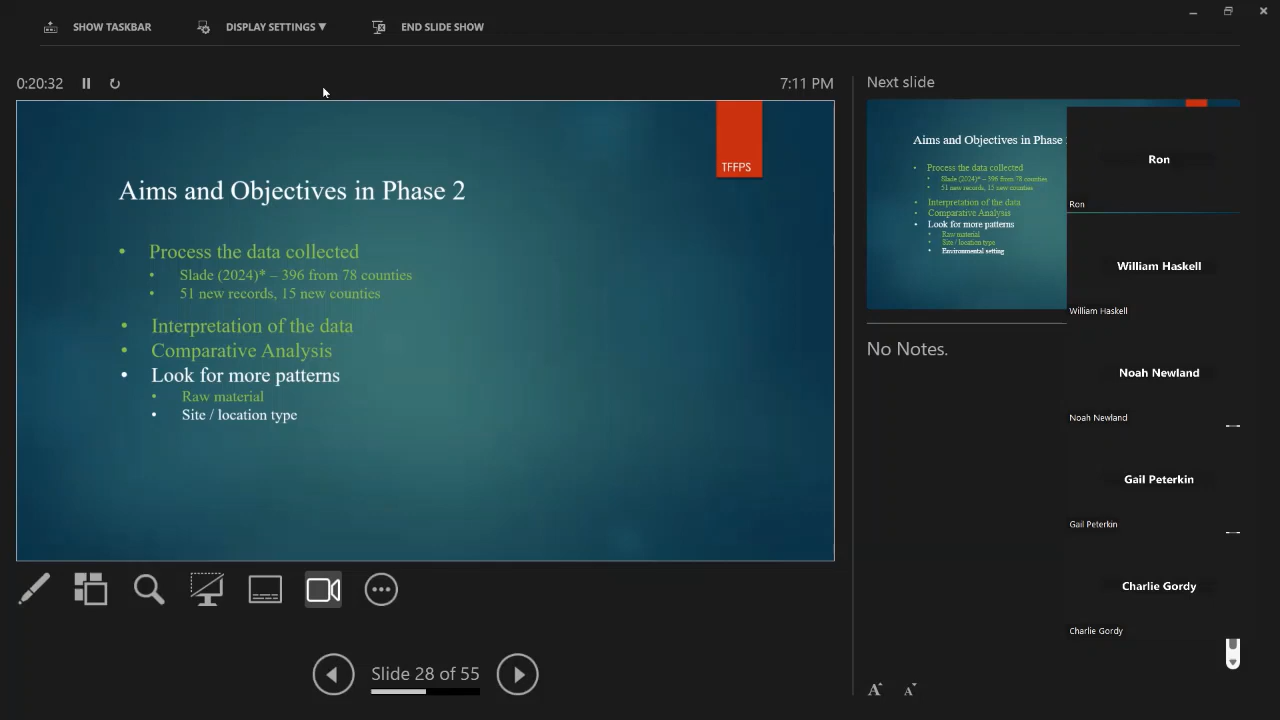 SHOW TASKBAR
DISPLAY SETTINGS ▼
END SLIDE SHOW
0:20:32
7:11 PM
TFFPS
Aims and Objectives in Phase 2
• Process the data collected
• Slade (2024)* – 396 from 78 counties
• 51 new records, 15 new counties
• Interpretation of the data
• Comparative Analysis
• Look for more patterns
• Raw material
• Site / location type
Slide 28 of 55
Next slide
Aims and Objectives in Phase
• Process the data collected
• Slade (2024)* – 396 from 78 counties
• 51 new records, 15 new counties
• Interpretation of the data
• Comparative Analysis
• Look for more patterns
• Raw material
• Site / location type
• Environmental setting
No Notes.
A A
Ron
Ron
William Haskell
William Haskell
Noah Newland
Noah Newland
Gail Peterkin
Gail Peterkin
Charlie Gordy
Charlie Gordy